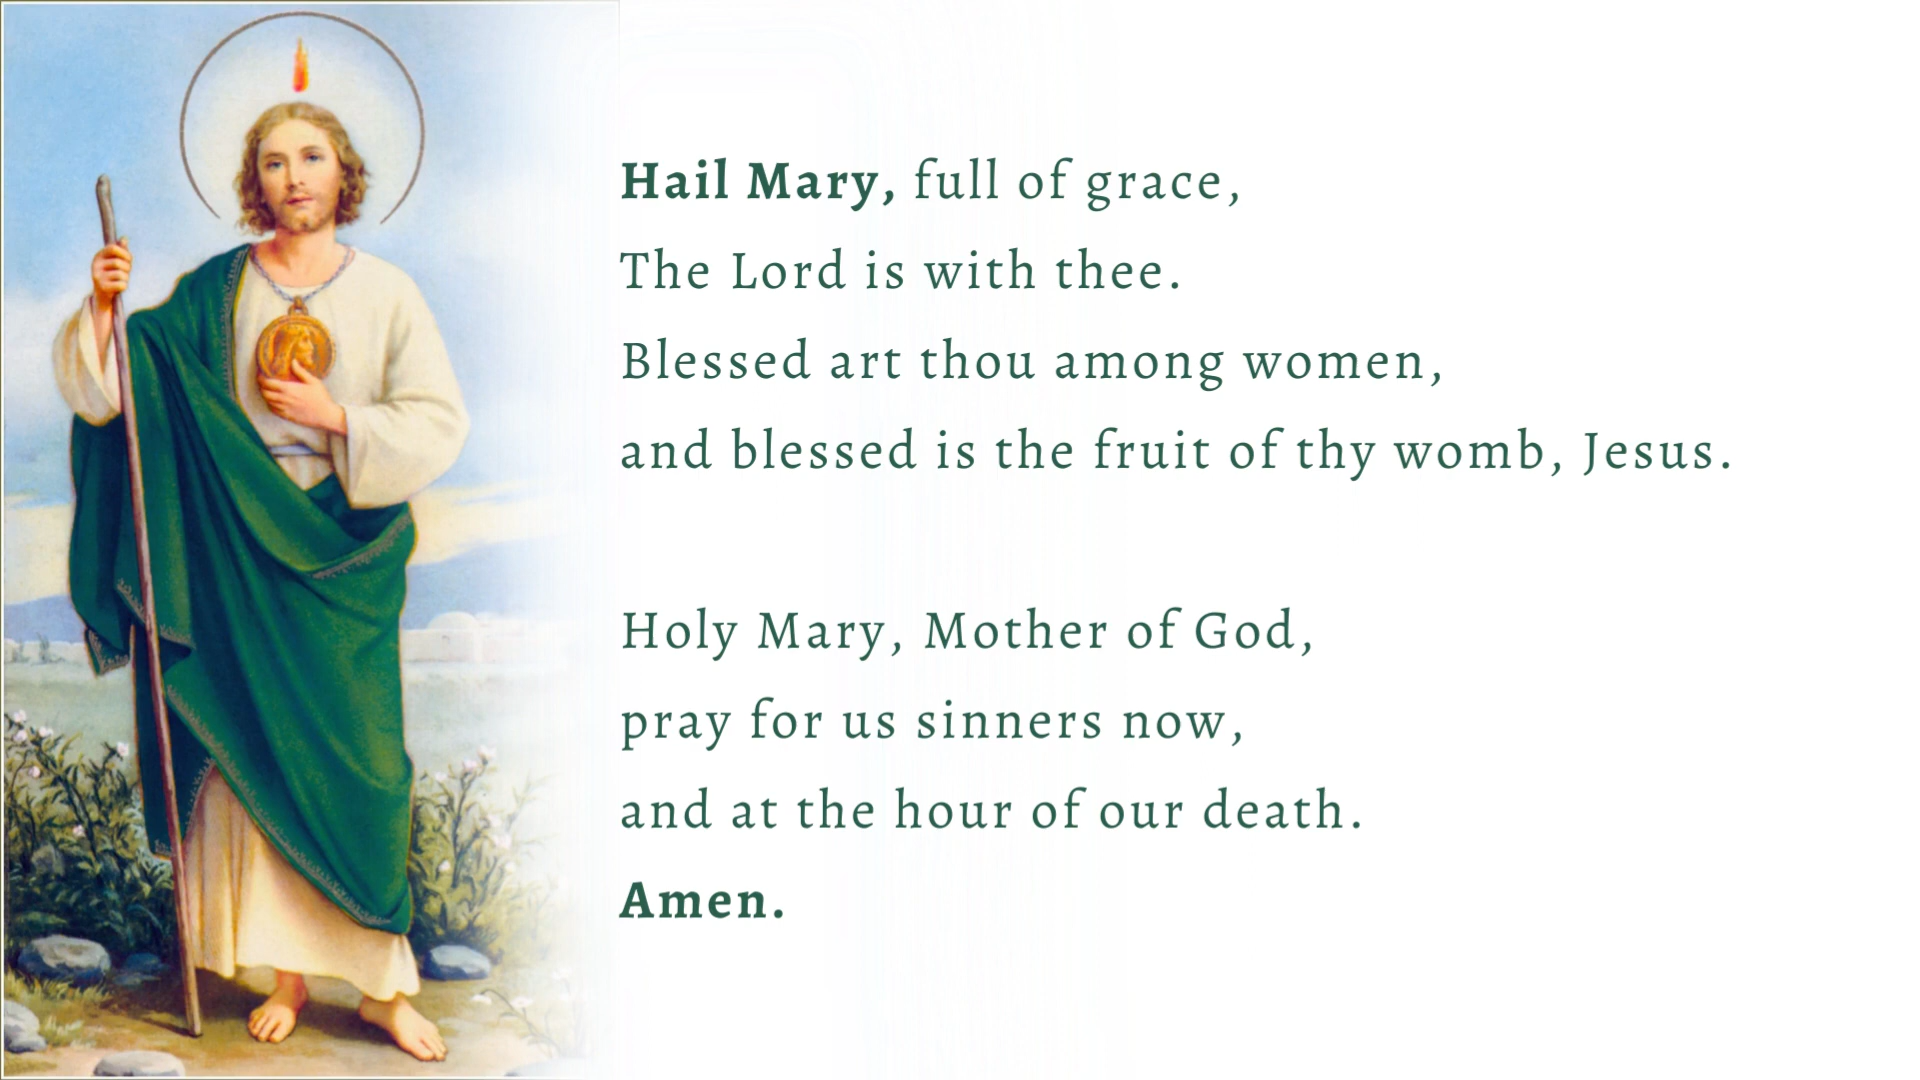 Hail Mary, full of grace,
The Lord is with thee.
Blessed art thou among women,
and blessed is the fruit of thy womb, Jesus.
Holy Mary, Mother of God,
pray for us sinners now,
and at the hour of our death.
Amen.